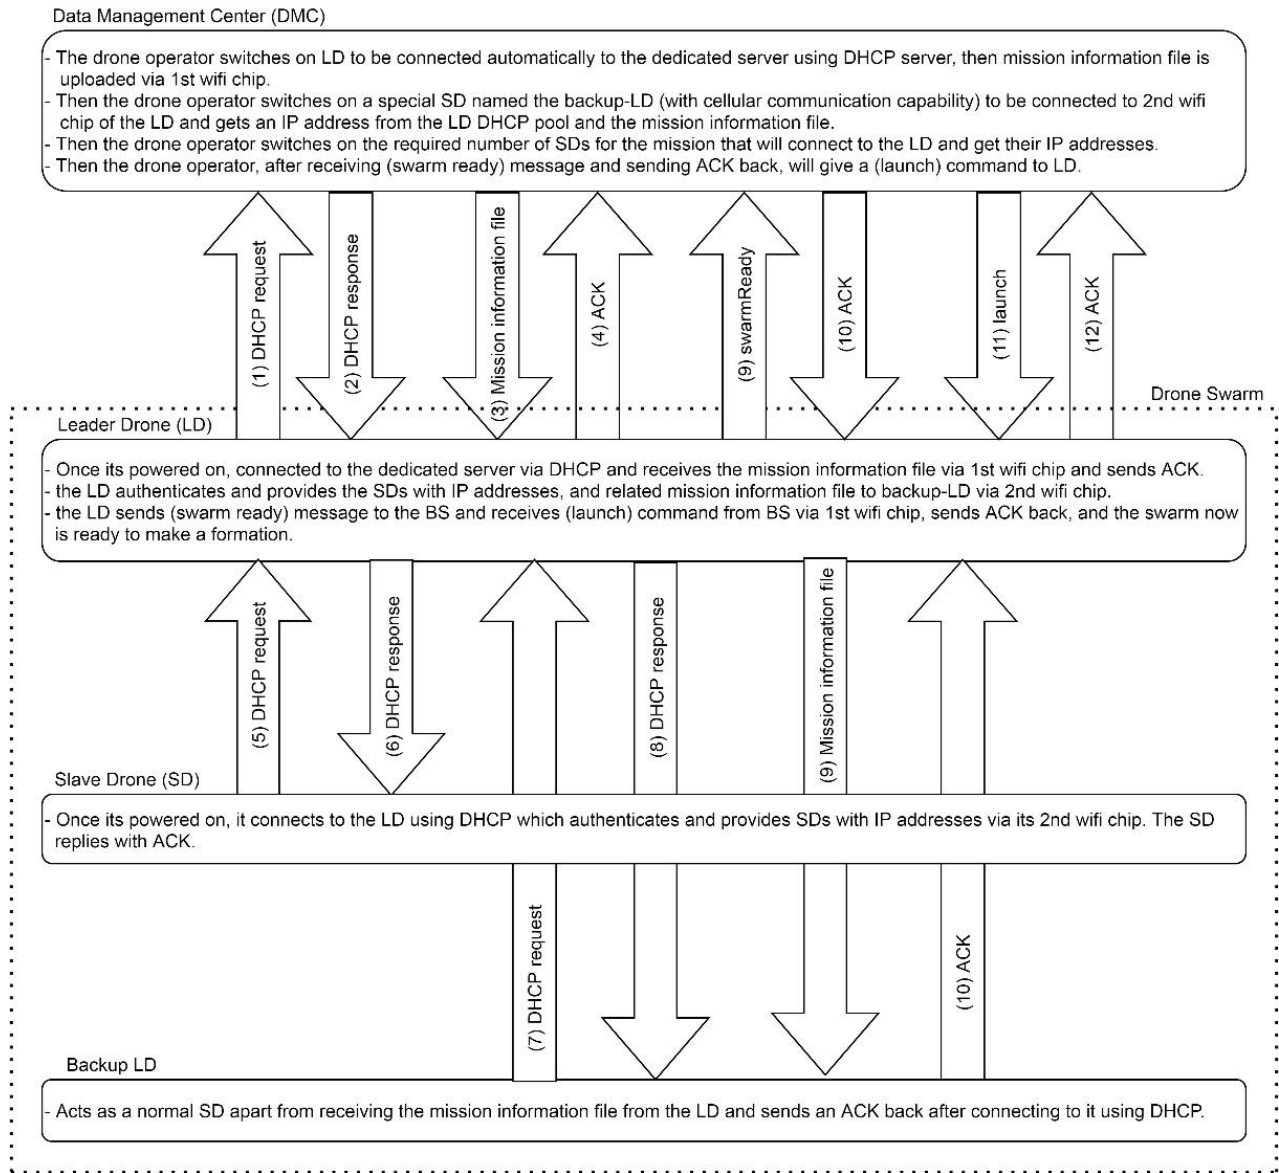 Data Management Center (DMC)
- The drone operator switches on LD to be connected automatically to the dedicated server using DHCP server, then mission information file is
uploaded via 1st wifi chip.
- Then the drone operator switches on a special SD named the backup-LD (with cellular communication capability) to be connected to 2nd wifi
chip of the LD and gets an IP address from the LD DHCP pool and the mission information file.
- Then the drone operator switches on the required number of SDs for the mission that will connect to the LD and get their IP addresses.
- Then the drone operator, after receiving (swarm ready) message and sending ACK back, will give a (launch) command to LD.
(1) DHCP request
(2) DHCP response
(3) Mission information file
(4) ACK
(9) swarmReady
(10) ACK
(11) launch
(12) ACK
Drone Swarm
Leader Drone (LD)
- Once its powered on, connected to the dedicated server via DHCP and receives the mission information file via 1st wifi chip and sends ACK.
- the LD authenticates and provides the SDs with IP addresses, and related mission information file to backup-LD via 2nd wifi chip.
- the LD sends (swarm ready) message to the BS and receives (launch) command from BS via 1st wifi chip, sends ACK back, and the swarm now
is ready to make a formation.
(5) DHCP request
(6) DHCP response
(7) DHCP request
(8) DHCP response
(9) Mission information file
(10) ACK
Slave Drone (SD)
- Once its powered on, it connects to the LD using DHCP which authenticates and provides SDs with IP addresses via its 2nd wifi chip. The SD
replies with ACK.
Backup LD
- Acts as a normal SD apart from receiving the mission information file from the LD and sends an ACK back after connecting to it using DHCP.